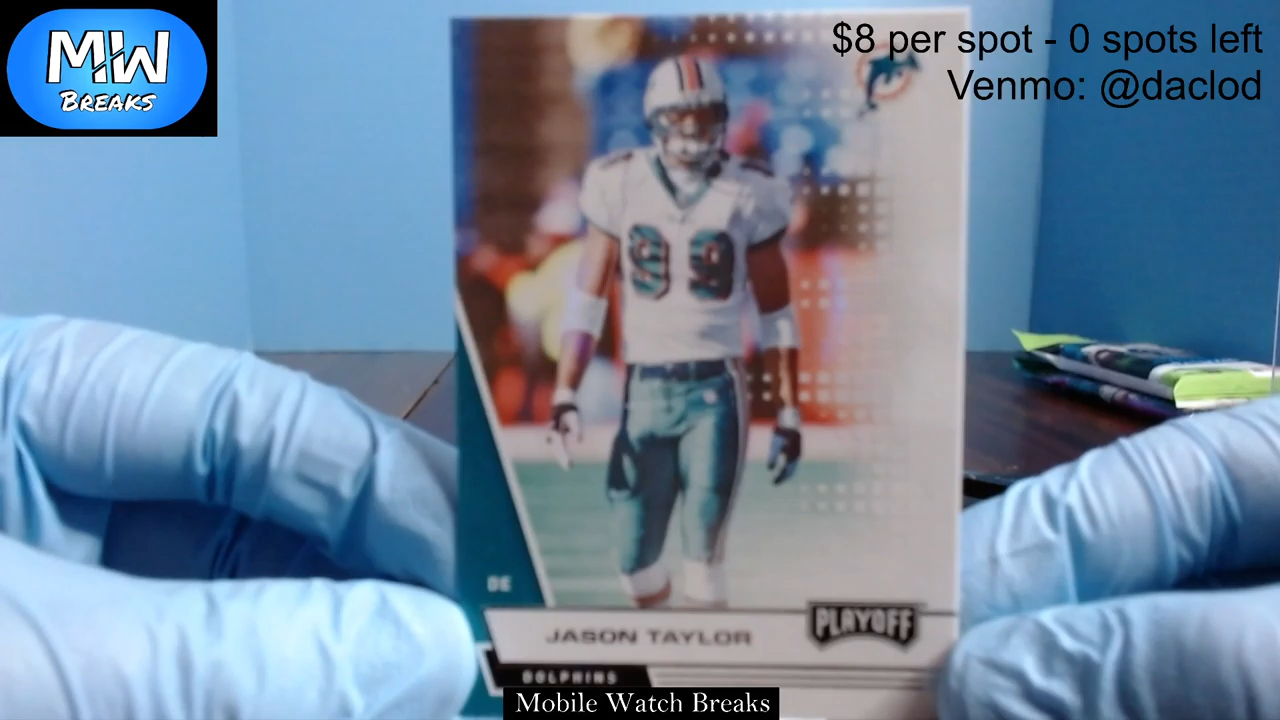 MW
BREAKS
$8 per spot - 0 spots left
Venmo: @daclod
99
DE
JASON TAYLOR
PLAYOFF
DOLPHINS
Mobile Watch Breaks